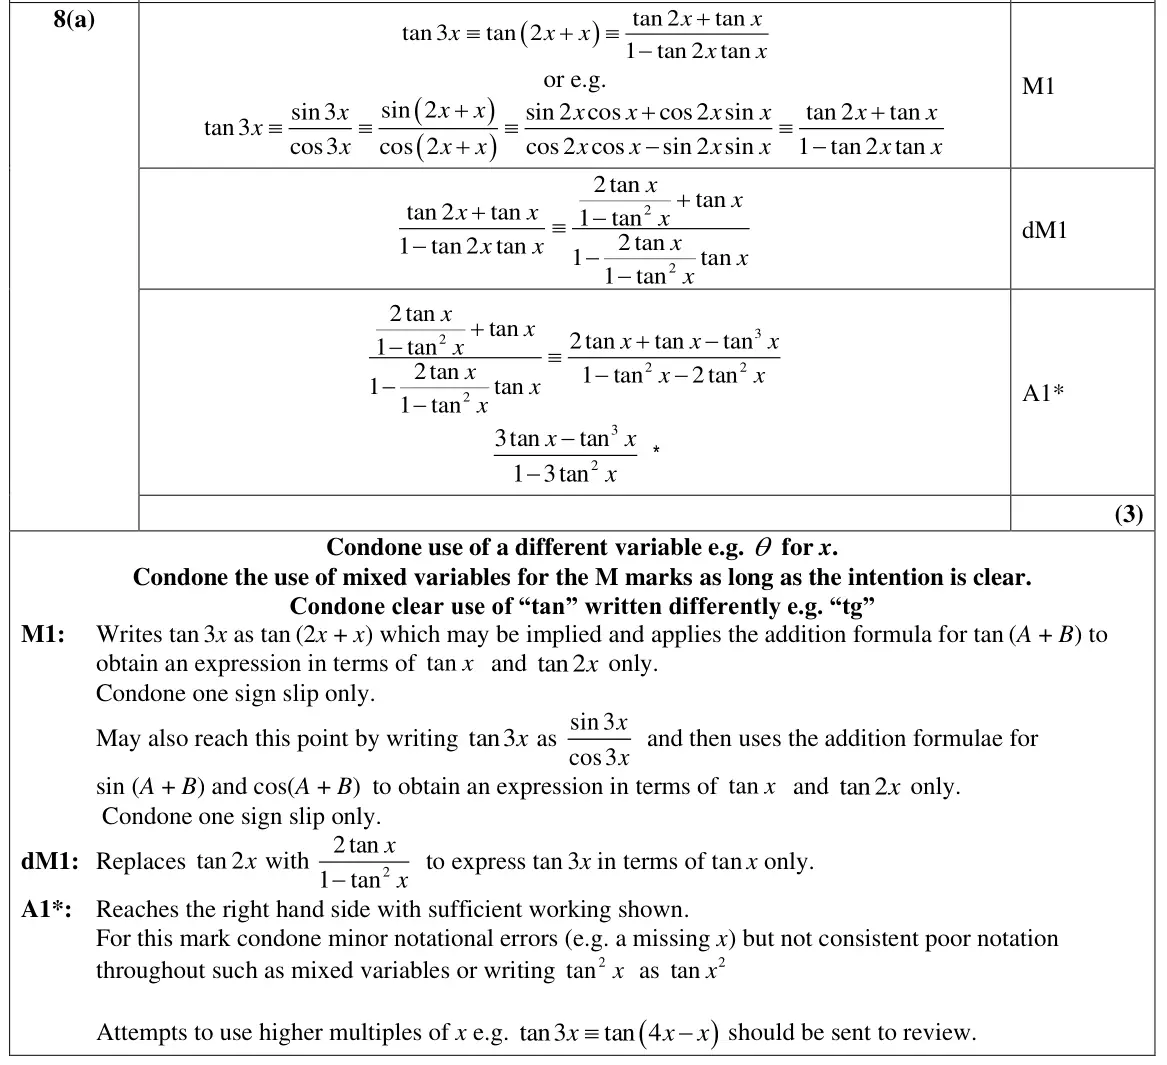 8(a)
tan 3x ≡ tan (2x + x) ≡ (tan 2x + tan x)/(1 − tan 2x tan x)
or e.g.
tan 3x ≡ (sin 3x)/(cos 3x) ≡ (sin (2x + x))/(cos (2x + x)) ≡ (sin 2x cos x + cos 2x sin x)/(cos 2x cos x − sin 2x sin x) ≡ (tan 2x + tan x)/(1 − tan 2x tan x)
M1
(tan 2x + tan x)/(1 − tan 2x tan x) ≡ ((2 tan x)/(1 − tan² x) + tan x)/(1 − (2 tan x)/(1 − tan² x) tan x)
dM1
((2 tan x)/(1 − tan² x) + tan x)/(1 − (2 tan x)/(1 − tan² x) tan x) ≡ (2 tan x + tan x − tan³ x)/(1 − tan² x − 2 tan² x)
(3 tan x − tan³ x)/(1 − 3 tan² x) *
A1*
(3)
Condone use of a different variable e.g. θ for x.
Condone the use of mixed variables for the M marks as long as the intention is clear.
Condone clear use of “tan” written differently e.g. “tg”
M1: Writes tan 3x as tan (2x + x) which may be implied and applies the addition formula for tan (A + B) to
obtain an expression in terms of tan x and tan 2x only.
Condone one sign slip only.
May also reach this point by writing tan 3x as (sin 3x)/(cos 3x) and then uses the addition formulae for
sin (A + B) and cos(A + B) to obtain an expression in terms of tan x and tan 2x only.
Condone one sign slip only.
dM1: Replaces tan 2x with (2 tan x)/(1 − tan² x) to express tan 3x in terms of tan x only.
A1*: Reaches the right hand side with sufficient working shown.
For this mark condone minor notational errors (e.g. a missing x) but not consistent poor notation
throughout such as mixed variables or writing tan² x as tan x²
Attempts to use higher multiples of x e.g. tan 3x ≡ tan (4x − x) should be sent to review.